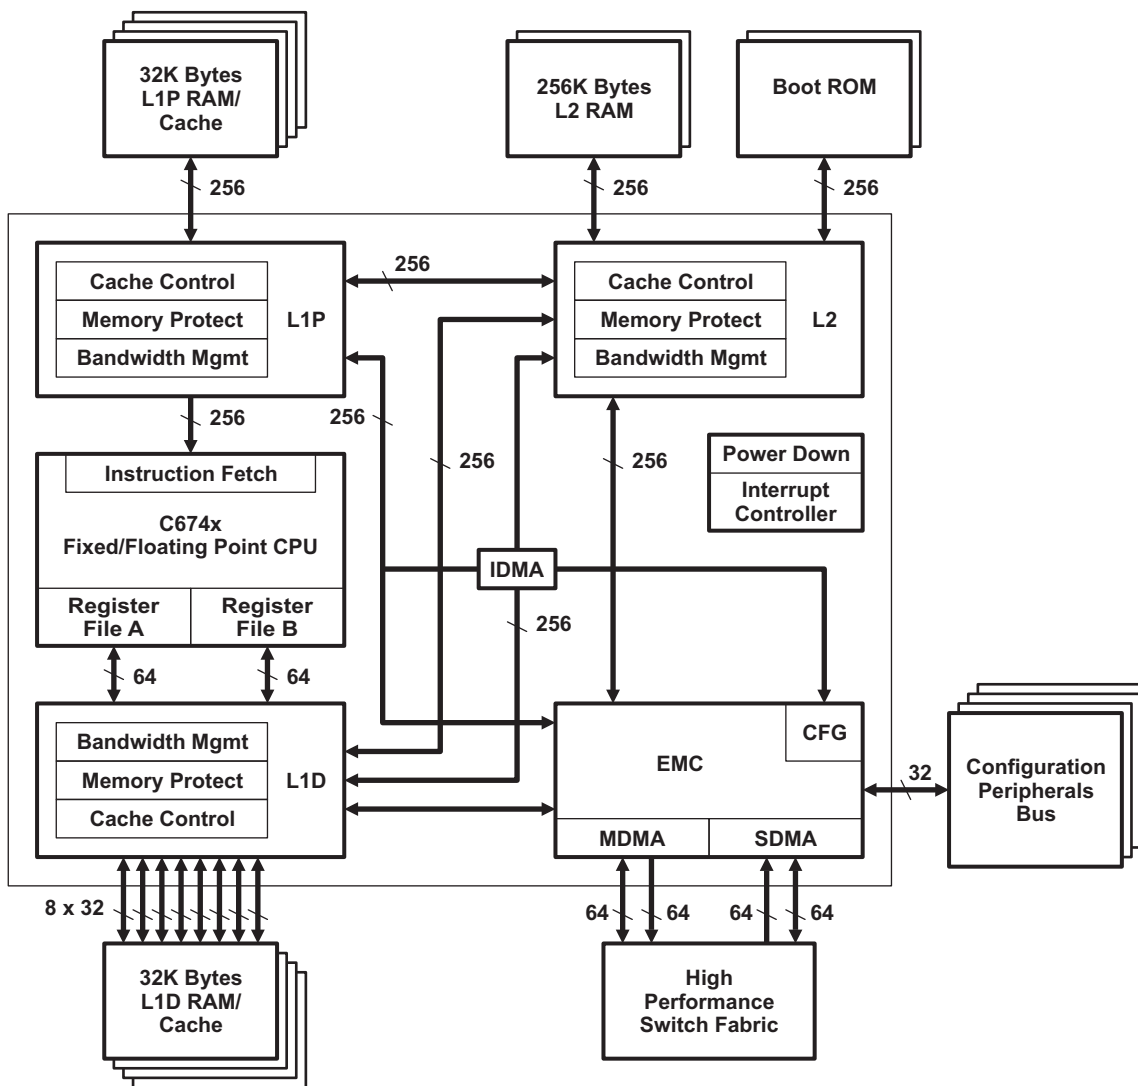 32K Bytes
L1P RAM/
Cache
256K Bytes
L2 RAM
Boot ROM
256
256
256
Cache Control
Memory Protect
Bandwidth Mgmt
L1P
256
Cache Control
Memory Protect
Bandwidth Mgmt
L2
256
256
256
256
Power Down
Interrupt
Controller
Instruction Fetch
C674x
Fixed/Floating Point CPU
IDMA
Register
File A
Register
File B
256
64
64
Bandwidth Mgmt
Memory Protect
Cache Control
L1D
CFG
EMC
MDMA
SDMA
32
Configuration
Peripherals
Bus
8 x 32
64
64
64
64
32K Bytes
L1D RAM/
Cache
High
Performance
Switch Fabric